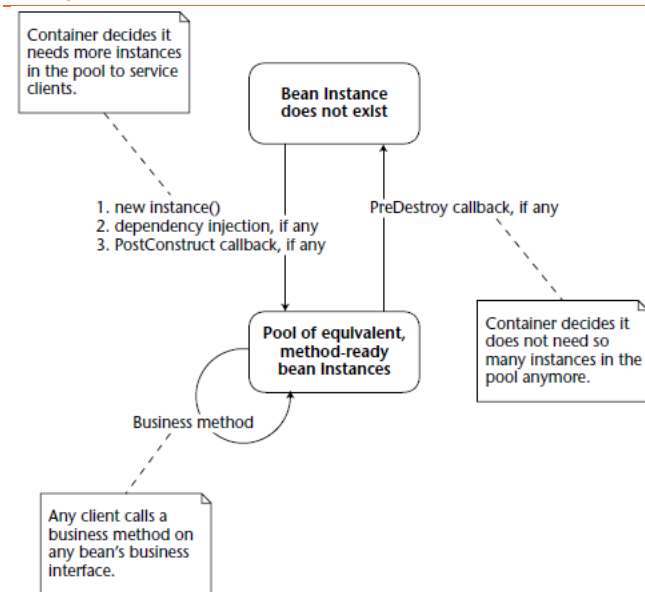 Container decides it
needs more instances
in the pool to service
clients.
Bean Instance
does not exist
1. new instance()
2. dependency injection, if any
3. PostConstruct callback, if any
PreDestroy callback, if any
Pool of equivalent,
method-ready
bean Instances
Container decides it
does not need so
many instances in the
pool anymore.
Business method
Any client calls a
business method on
any bean's business
interface.